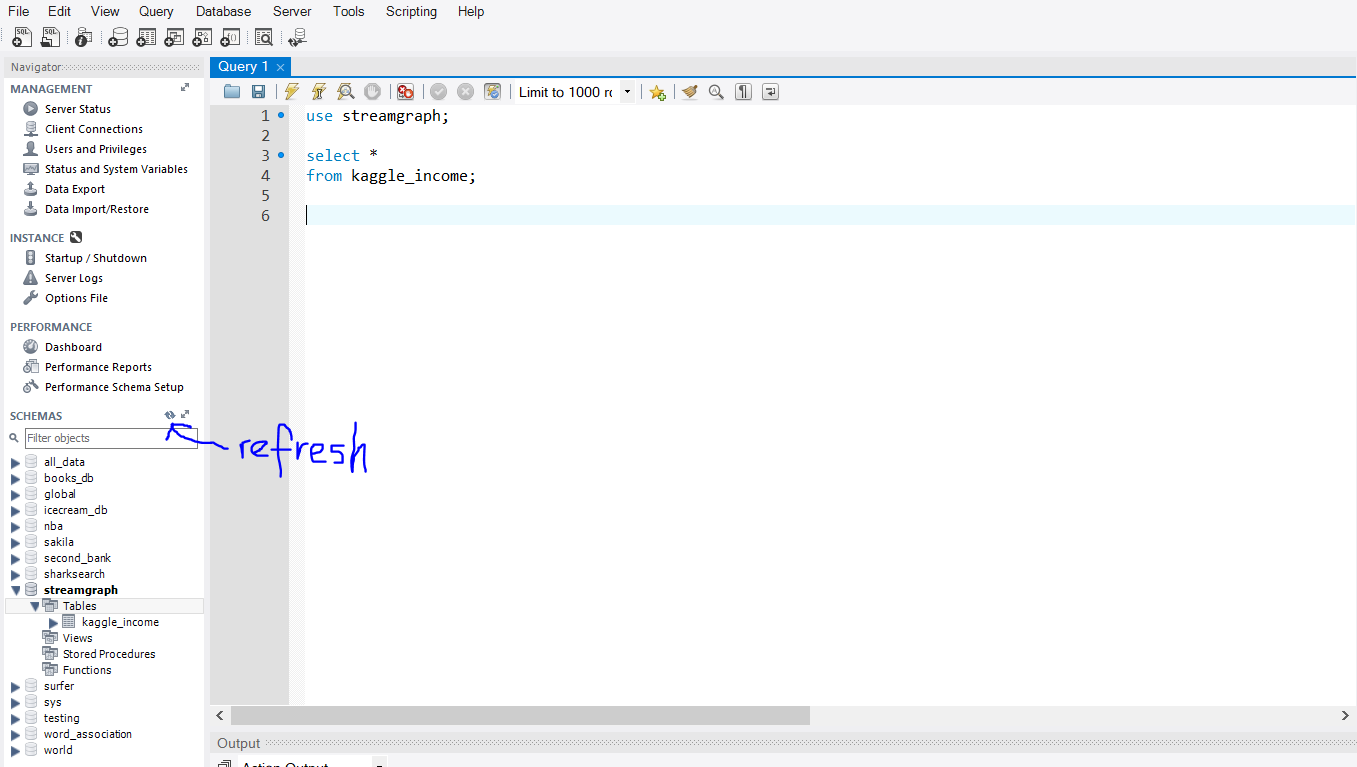 File Edit View Query Database Server Tools Scripting Help
Navigator
MANAGEMENT
Server Status
Client Connections
Users and Privileges
Status and System Variables
Data Export
Data Import/Restore
INSTANCE
Startup / Shutdown
Server Logs
Options File
PERFORMANCE
Dashboard
Performance Reports
Performance Schema Setup
SCHEMAS
Filter objects
refresh
all_data
books_db
global
icecream_db
nba
sakila
second_bank
sharksearch
streamgraph
Tables
kaggle_income
Views
Stored Procedures
Functions
surfer
sys
testing
word_association
world
Query 1
Limit to 1000 rc
1 use streamgraph;
2
3 select *
4 from kaggle_income;
5
6
Output
Action Output